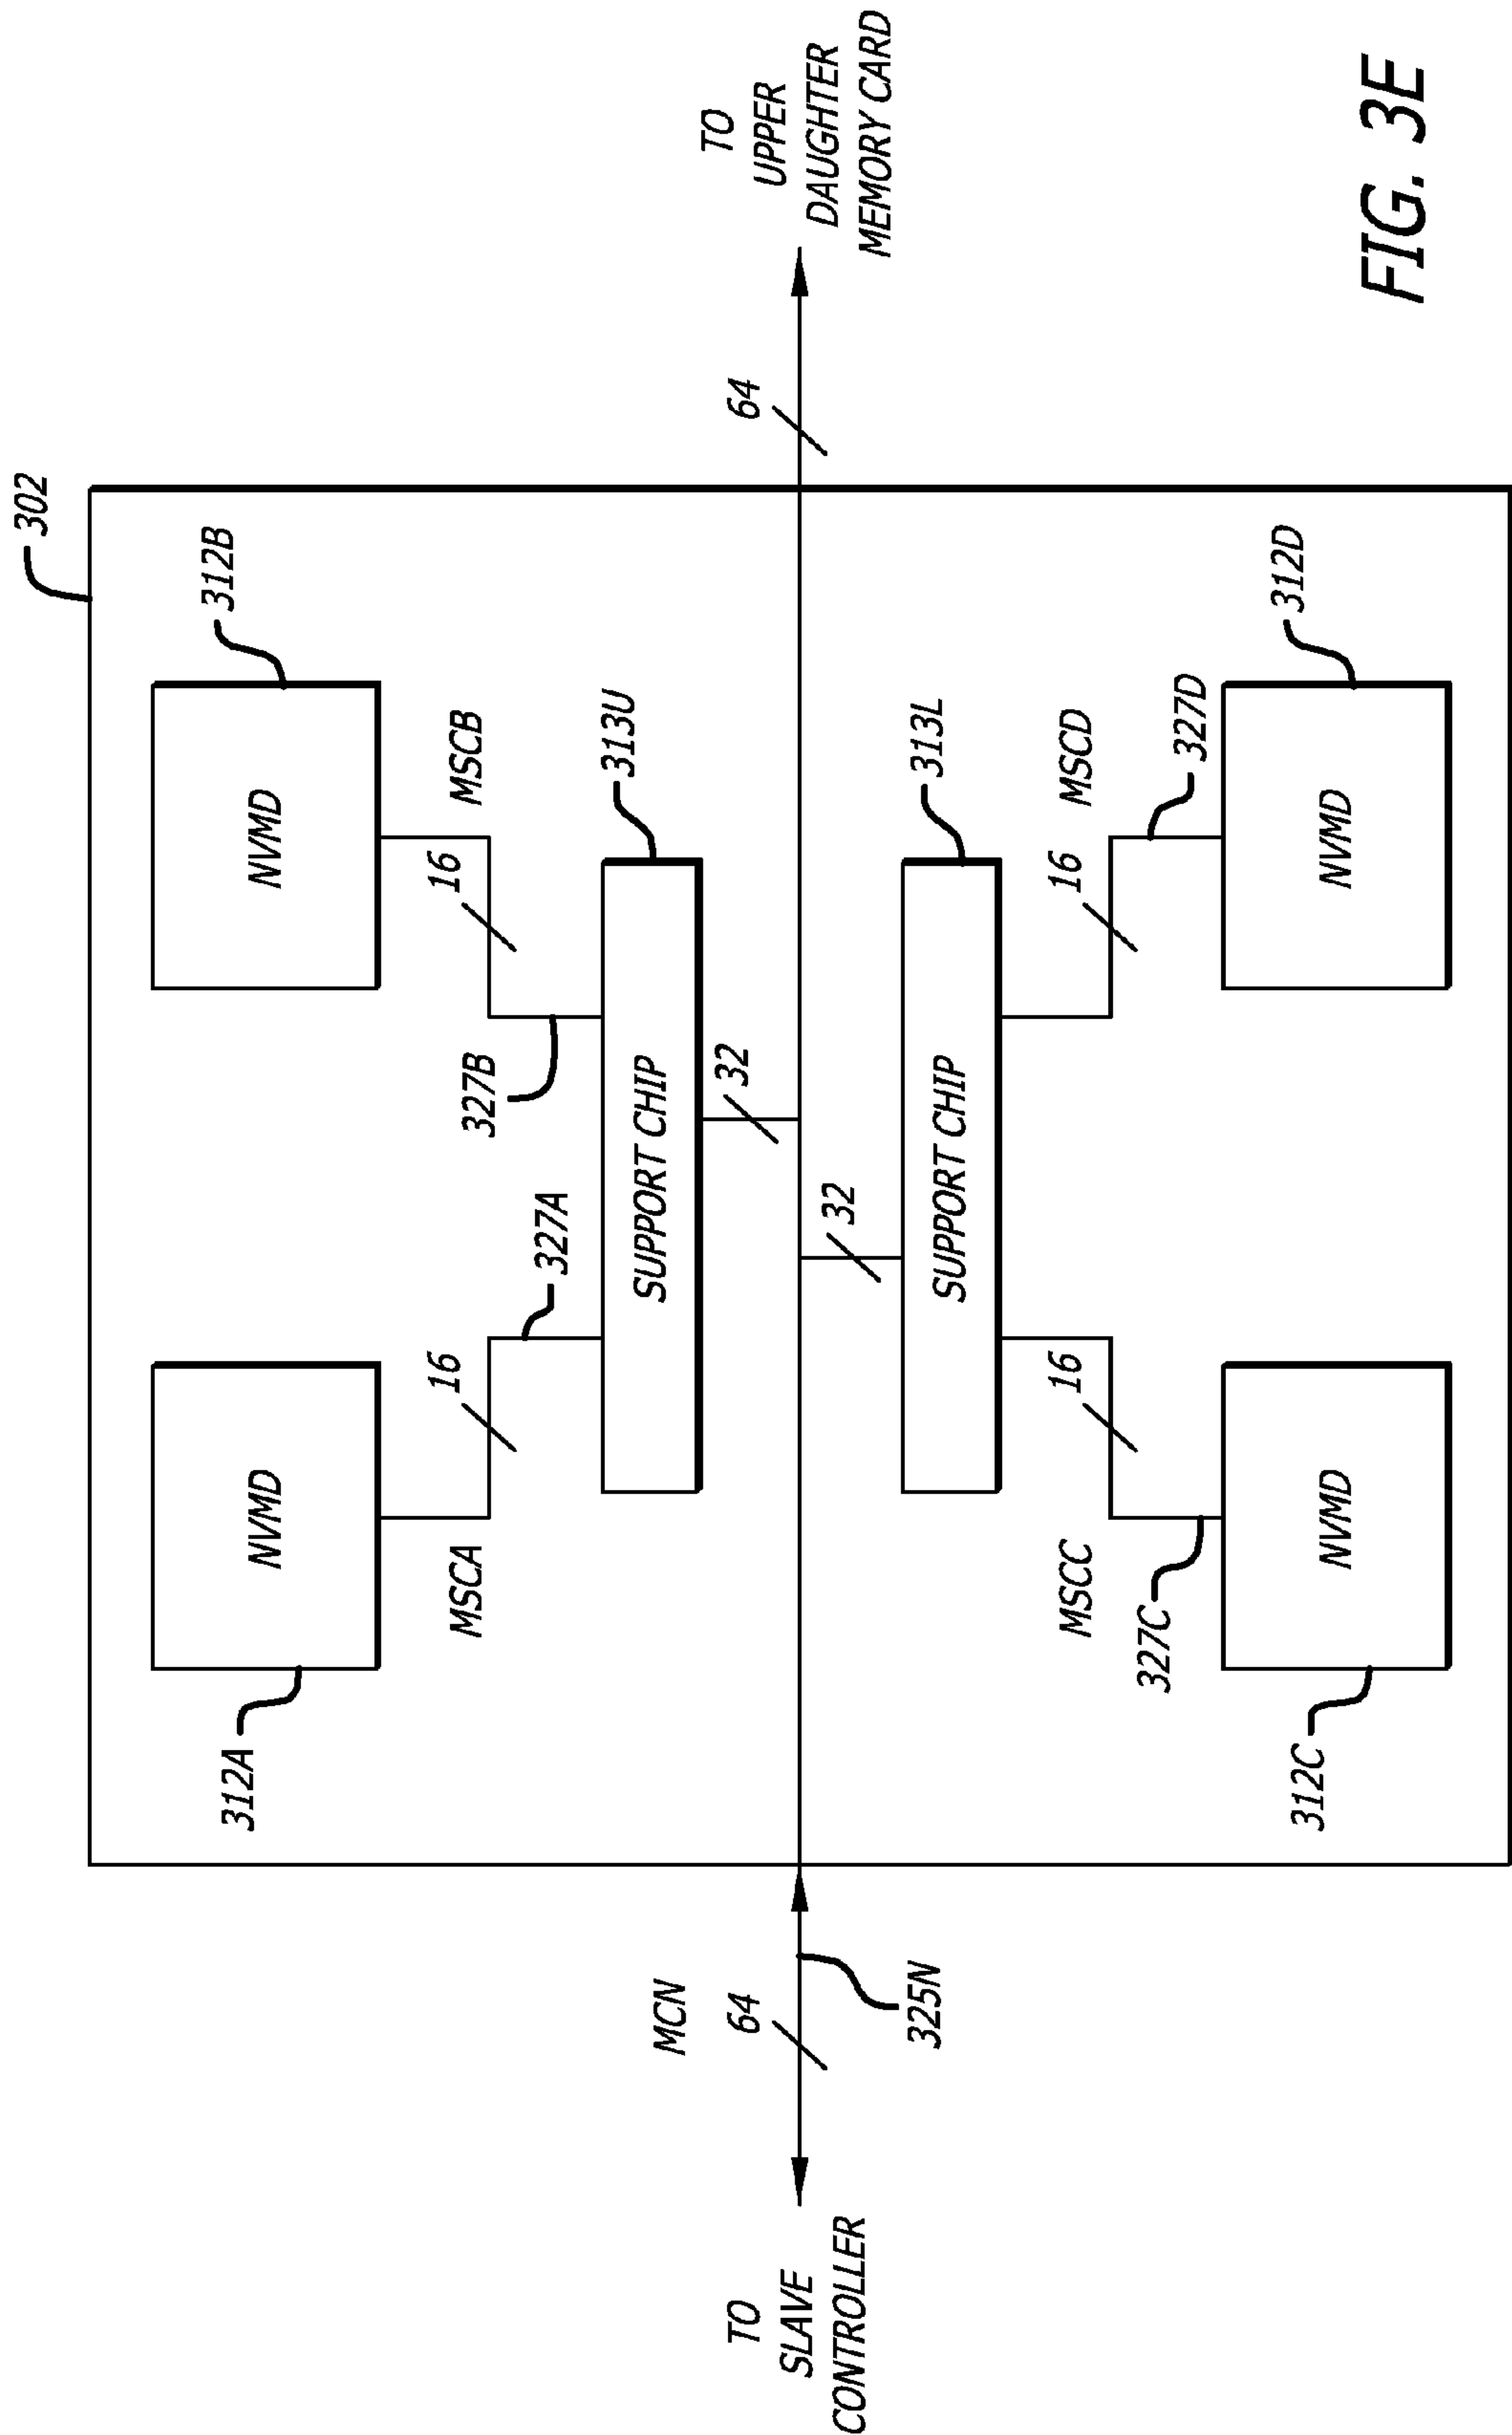 302
312A
NVMD
NVMD
312B
MSCA
16
327A
327B
16
MSCB
SUPPORT CHIP
313U
32
TO
SLAVE
CONTROLLER
MCN
64
325N
64
TO
UPPER
DAUGHTER
MEMORY CARD
32
SUPPORT CHIP
313L
MSCC
16
327C
16
MSCD
327D
312C
NVMD
NVMD
312D
FIG. 3E